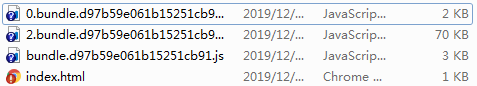 0.bundle.d97b59e061b15251cb9... 2019/12/... JavaScrip... 2 KB
2.bundle.d97b59e061b15251cb9... 2019/12/... JavaScrip... 70 KB
bundle.d97b59e061b15251cb91.js 2019/12/... JavaScrip... 3 KB
index.html 2019/12/... Chrome ... 1 KB